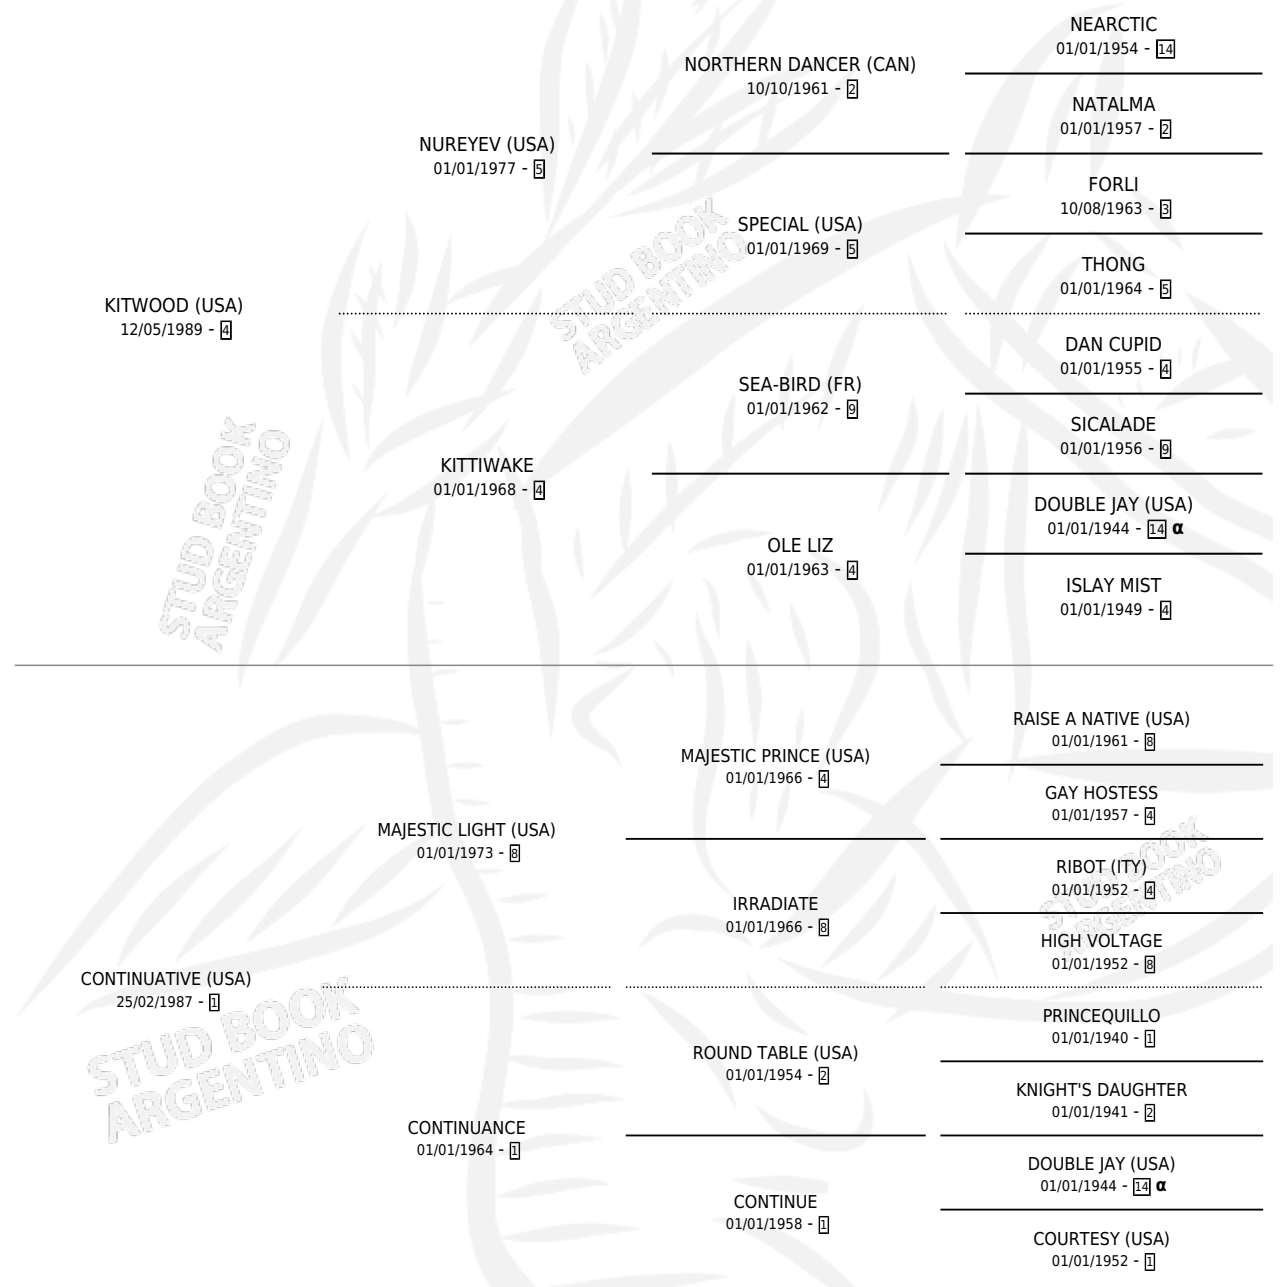 NEARCTIC
01/01/1954 - 14
NORTHERN DANCER (CAN)
10/10/1961 - 2
NATALMA
01/01/1957 - 2
NUREYEV (USA)
01/01/1977 - 5
FORLI
10/08/1963 - 3
SPECIAL (USA)
01/01/1969 - 5
THONG
01/01/1964 - 5
KITWOOD (USA)
12/05/1989 - 4
STUD BOOK
ARGENTINO
DAN CUPID
01/01/1955 - 4
SEA-BIRD (FR)
01/01/1962 - 9
SICALADE
01/01/1956 - 9
KITTIWAKE
01/01/1968 - 4
DOUBLE JAY (USA)
01/01/1944 - 14 α
OLE LIZ
01/01/1963 - 4
ISLAY MIST
01/01/1949 - 4
STUD BOOK
ARGENTINO
RAISE A NATIVE (USA)
01/01/1961 - 8
MAJESTIC PRINCE (USA)
01/01/1966 - 4
GAY HOSTESS
01/01/1957 - 4
MAJESTIC LIGHT (USA)
01/01/1973 - 8
RIBOT (ITY)
01/01/1952 - 4
IRRADIATE
01/01/1966 - 8
HIGH VOLTAGE
01/01/1952 - 8
STUD BOOK
ARGENTINO
CONTINUATIVE (USA)
25/02/1987 - 1
PRINCEQUILLO
01/01/1940 - 1
ROUND TABLE (USA)
01/01/1954 - 2
KNIGHT'S DAUGHTER
01/01/1941 - 2
STUD BOOK
ARGENTINO
CONTINUANCE
01/01/1964 - 1
DOUBLE JAY (USA)
01/01/1944 - 14 α
CONTINUE
01/01/1958 - 1
COURTESY (USA)
01/01/1952 - 1